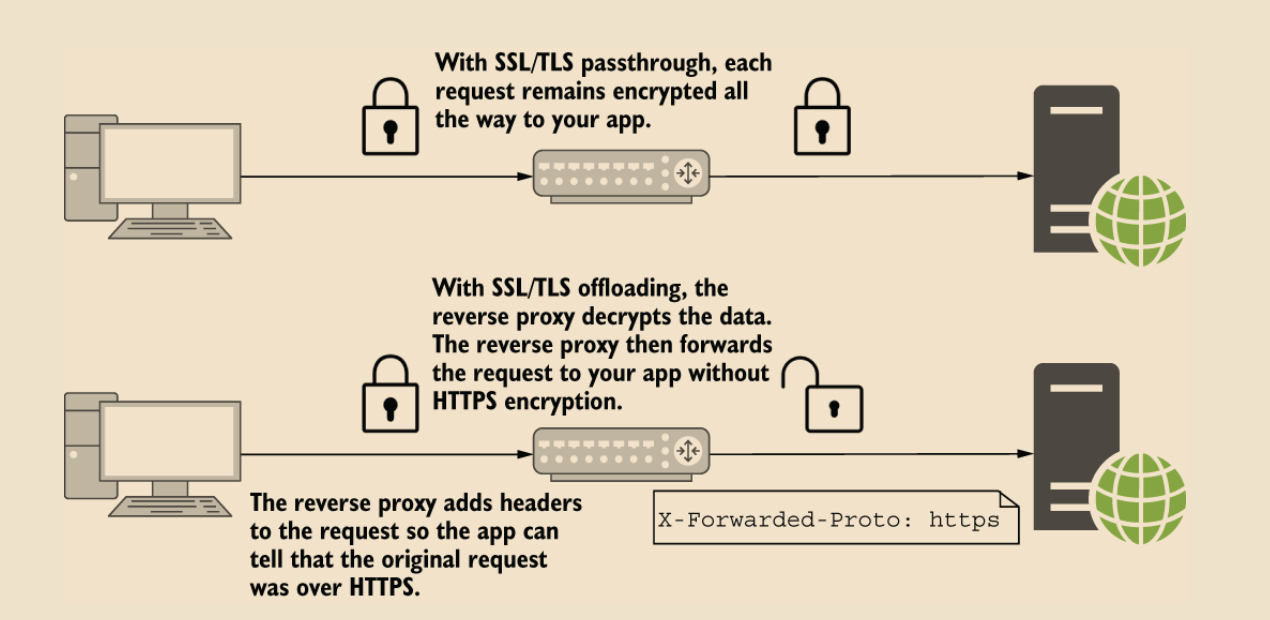 With SSL/TLS passthrough, each
request remains encrypted all
the way to your app.
With SSL/TLS offloading, the
reverse proxy decrypts the data.
The reverse proxy then forwards
the request to your app without
HTTPS encryption.
The reverse proxy adds headers
to the request so the app can
tell that the original request
was over HTTPS.
X-Forwarded-Proto: https